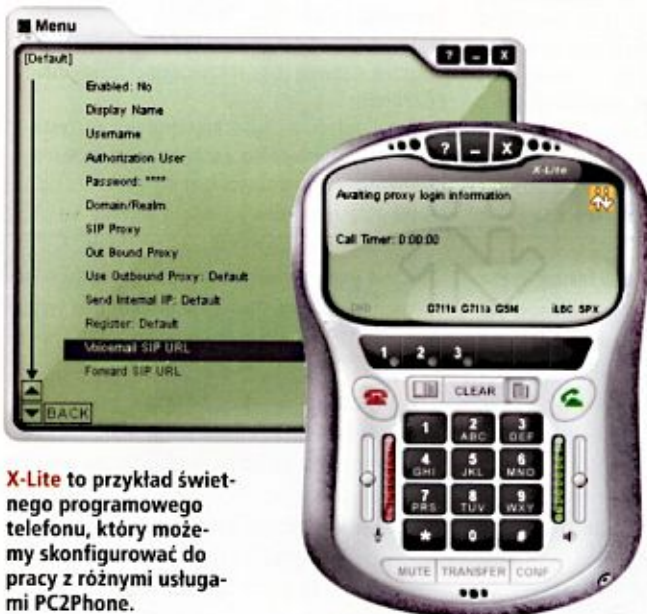 Menu
[Default]
? – X
Enabled: No
Display Name
Username
Authorization User
Password: ****
Domain/Realm
SIP Proxy
Out Bound Proxy
Use Outbound Proxy: Default
Send Internal IP: Default
Register: Default
Voicemail SIP URL
Forward SIP URL
BACK
? – X
X-Lite
Awaiting proxy login information
Call Timer: 0:00:00
DND G711u G711a GSM iLBC SPX
1 2 3
CLEAR
1 2 ABC 3 DEF
4 GHI 5 JKL 6 MNO
7 PRS 8 TUV 9 WXY
* 0 #
MUTE TRANSFER CONF
X-Lite to przykład świet-
nego programowego
telefonu, który może-
my skonfigurować do
pracy z różnymi usługa-
mi PC2Phone.